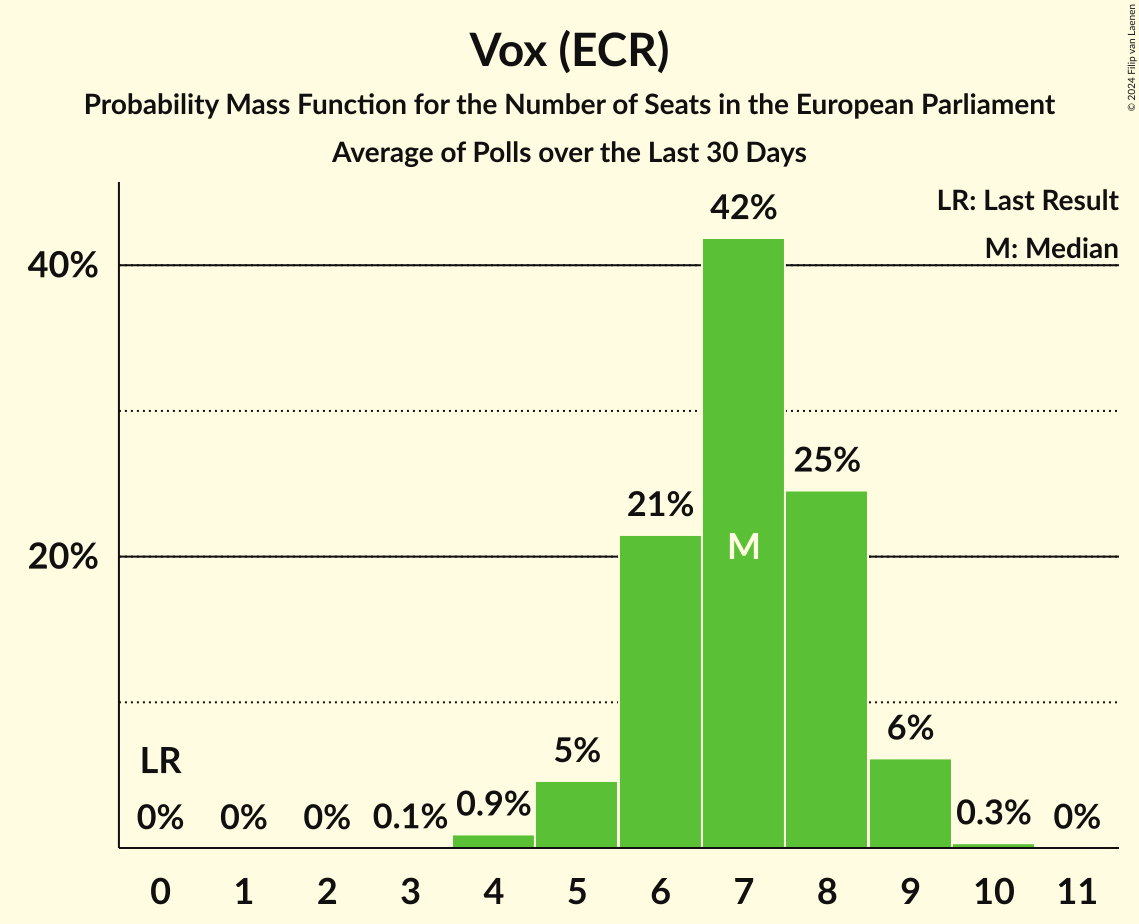 Vox (ECR)
Probability Mass Function for the Number of Seats in the European Parliament
Average of Polls over the Last 30 Days
© 2024 Filip van Laenen
LR: Last Result
M: Median
40%
20%
42%
25%
21%
M
6%
5%
LR
0%
0%
0%
0.1%
0.9%
0.3%
0%
0 1 2 3 4 5 6 7 8 9 10 11